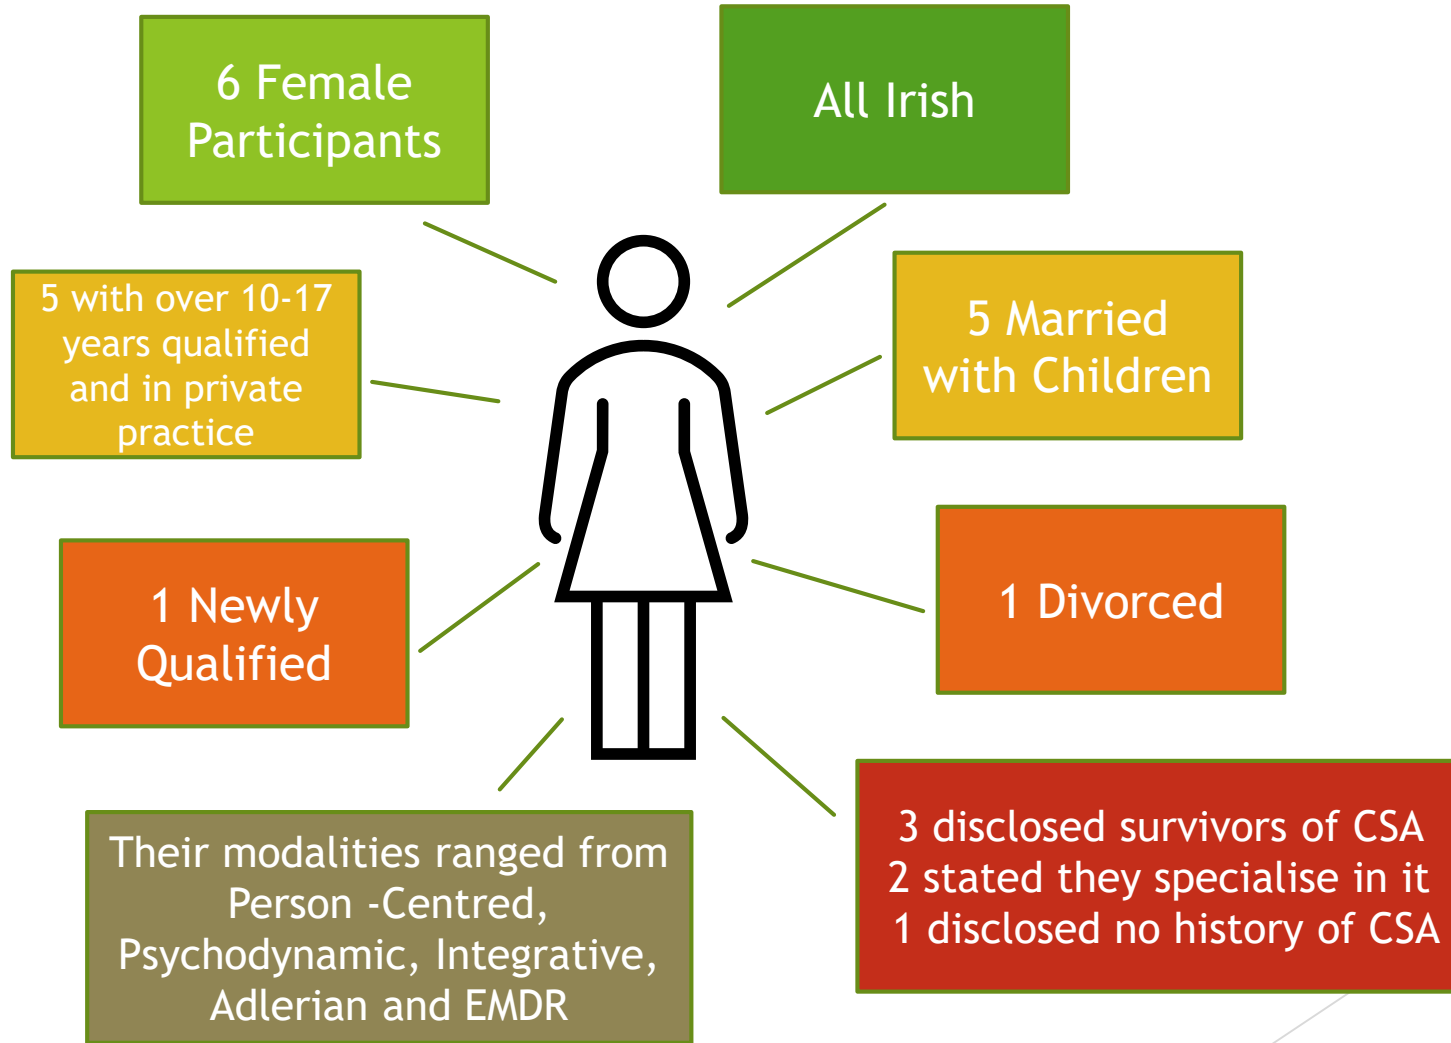 6 Female
Participants
All Irish
5 with over 10-17
years qualified
and in private
practice
5 Married
with Children
1 Newly
Qualified
1 Divorced
Their modalities ranged from
Person -Centred,
Psychodynamic, Integrative,
Adlerian and EMDR
3 disclosed survivors of CSA
2 stated they specialise in it
1 disclosed no history of CSA